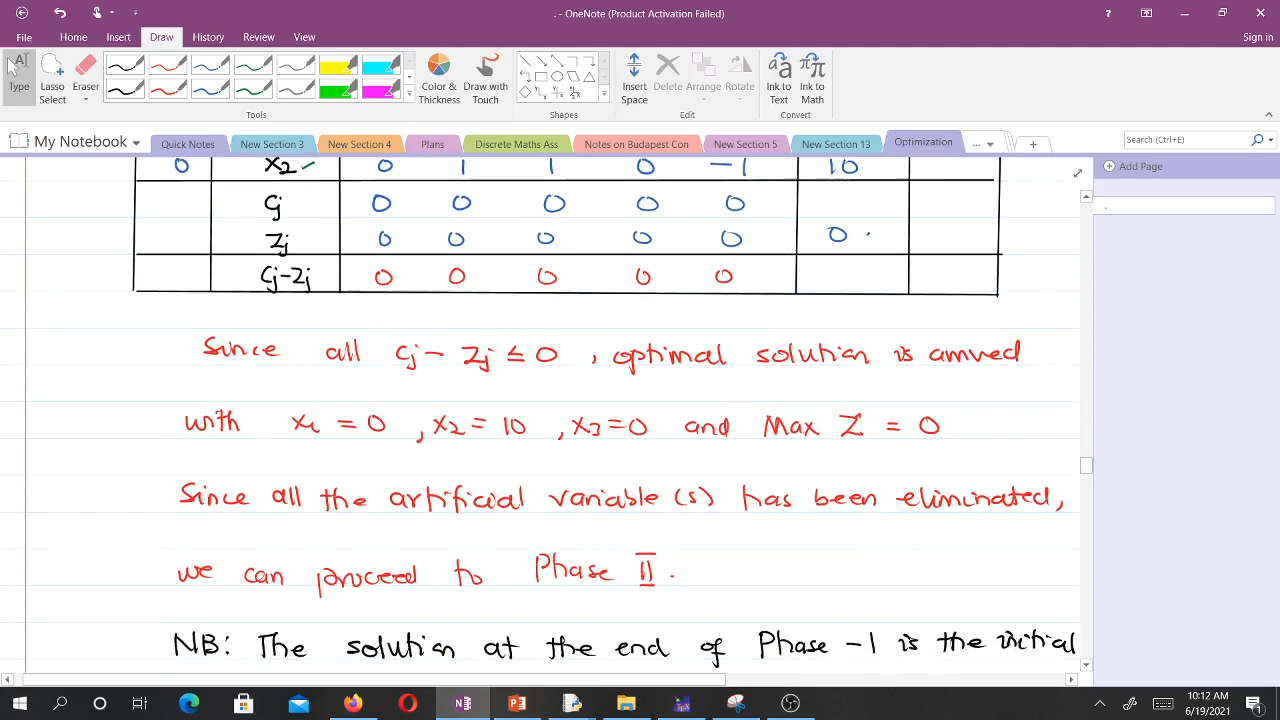 . - OneNote (Product Activation Failed)
Sign in
File Home Insert Draw History Review View
Type Lasso Select Eraser Color & Thickness Draw with Touch Insert Space Delete Arrange Rotate Ink to Text Ink to Math
Tools Shapes Edit Convert
My Notebook Quick Notes New Section 3 New Section 4 Plans Discrete Maths Ass Notes on Budapest Con New Section 5 New Section 13 Optimization ... Search (Ctrl+E)
Add Page
0 x2 ✓ 0 1 1 0 -1 10
Cj 0 0 0 0 0
Zj 0 0 0 0 0 0 .
Cj-Zj 0 0 0 0 0
Since all Cj - Zj ≤ 0 , optimal solution is arrived
with x1 = 0 , x2 = 10 , x3 = 0 and Max Z = 0
Since all the artificial variable (s) has been eliminated,
we can proceed to Phase II .
NB: The solution at the end of Phase -1 is the initial
10:12 AM
6/19/2021